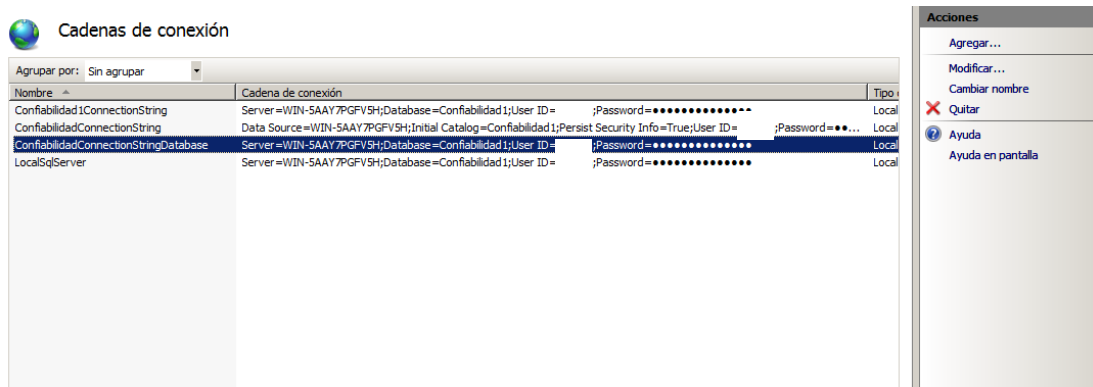 Cadenas de conexión
Agrupar por: Sin agrupar
Nombre Cadena de conexión Tipo
Confiabilidad1ConnectionString Server=WIN-5AAY7PGFV5H;Database=Confiabilidad1;User ID= ;Password=●●●●●●●●●●●●●● Local
ConfiabilidadConnectionString Data Source=WIN-5AAY7PGFV5H;Initial Catalog=Confiabilidad1;Persist Security Info=True;User ID= ;Password=●●... Local
ConfiabilidadConnectionStringDatabase Server=WIN-5AAY7PGFV5H;Database=Confiabilidad1;User ID= ;Password=●●●●●●●●●●●●●● Local
LocalSqlServer Server=WIN-5AAY7PGFV5H;Database=Confiabilidad1;User ID= ;Password=●●●●●●●●●●●●●● Local
Acciones
Agregar...
Modificar...
Cambiar nombre
Quitar
Ayuda
Ayuda en pantalla